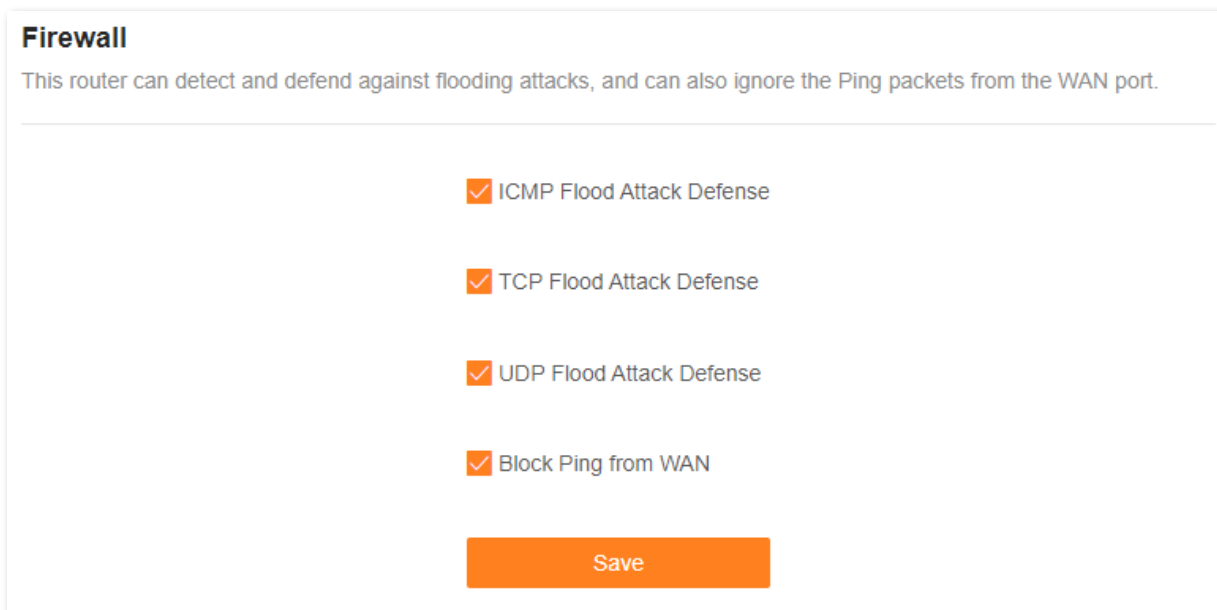 Firewall
This router can detect and defend against flooding attacks, and can also ignore the Ping packets from the WAN port.
ICMP Flood Attack Defense
TCP Flood Attack Defense
UDP Flood Attack Defense
Block Ping from WAN
Save